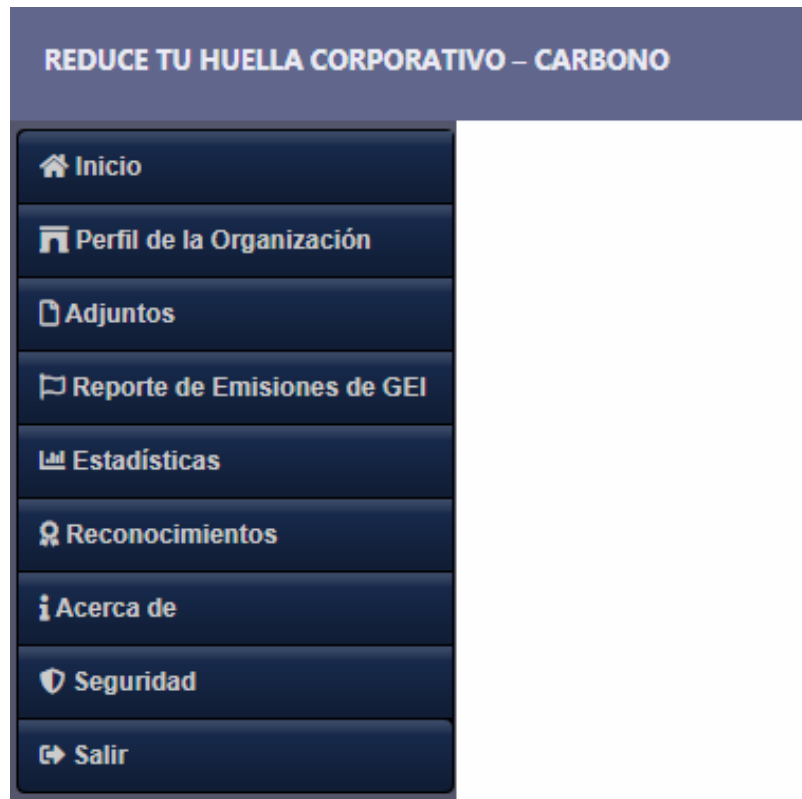 REDUCE TU HUELLA CORPORATIVO – CARBONO
Inicio
Perfil de la Organización
Adjuntos
Reporte de Emisiones de GEI
Estadísticas
Reconocimientos
Acerca de
Seguridad
Salir